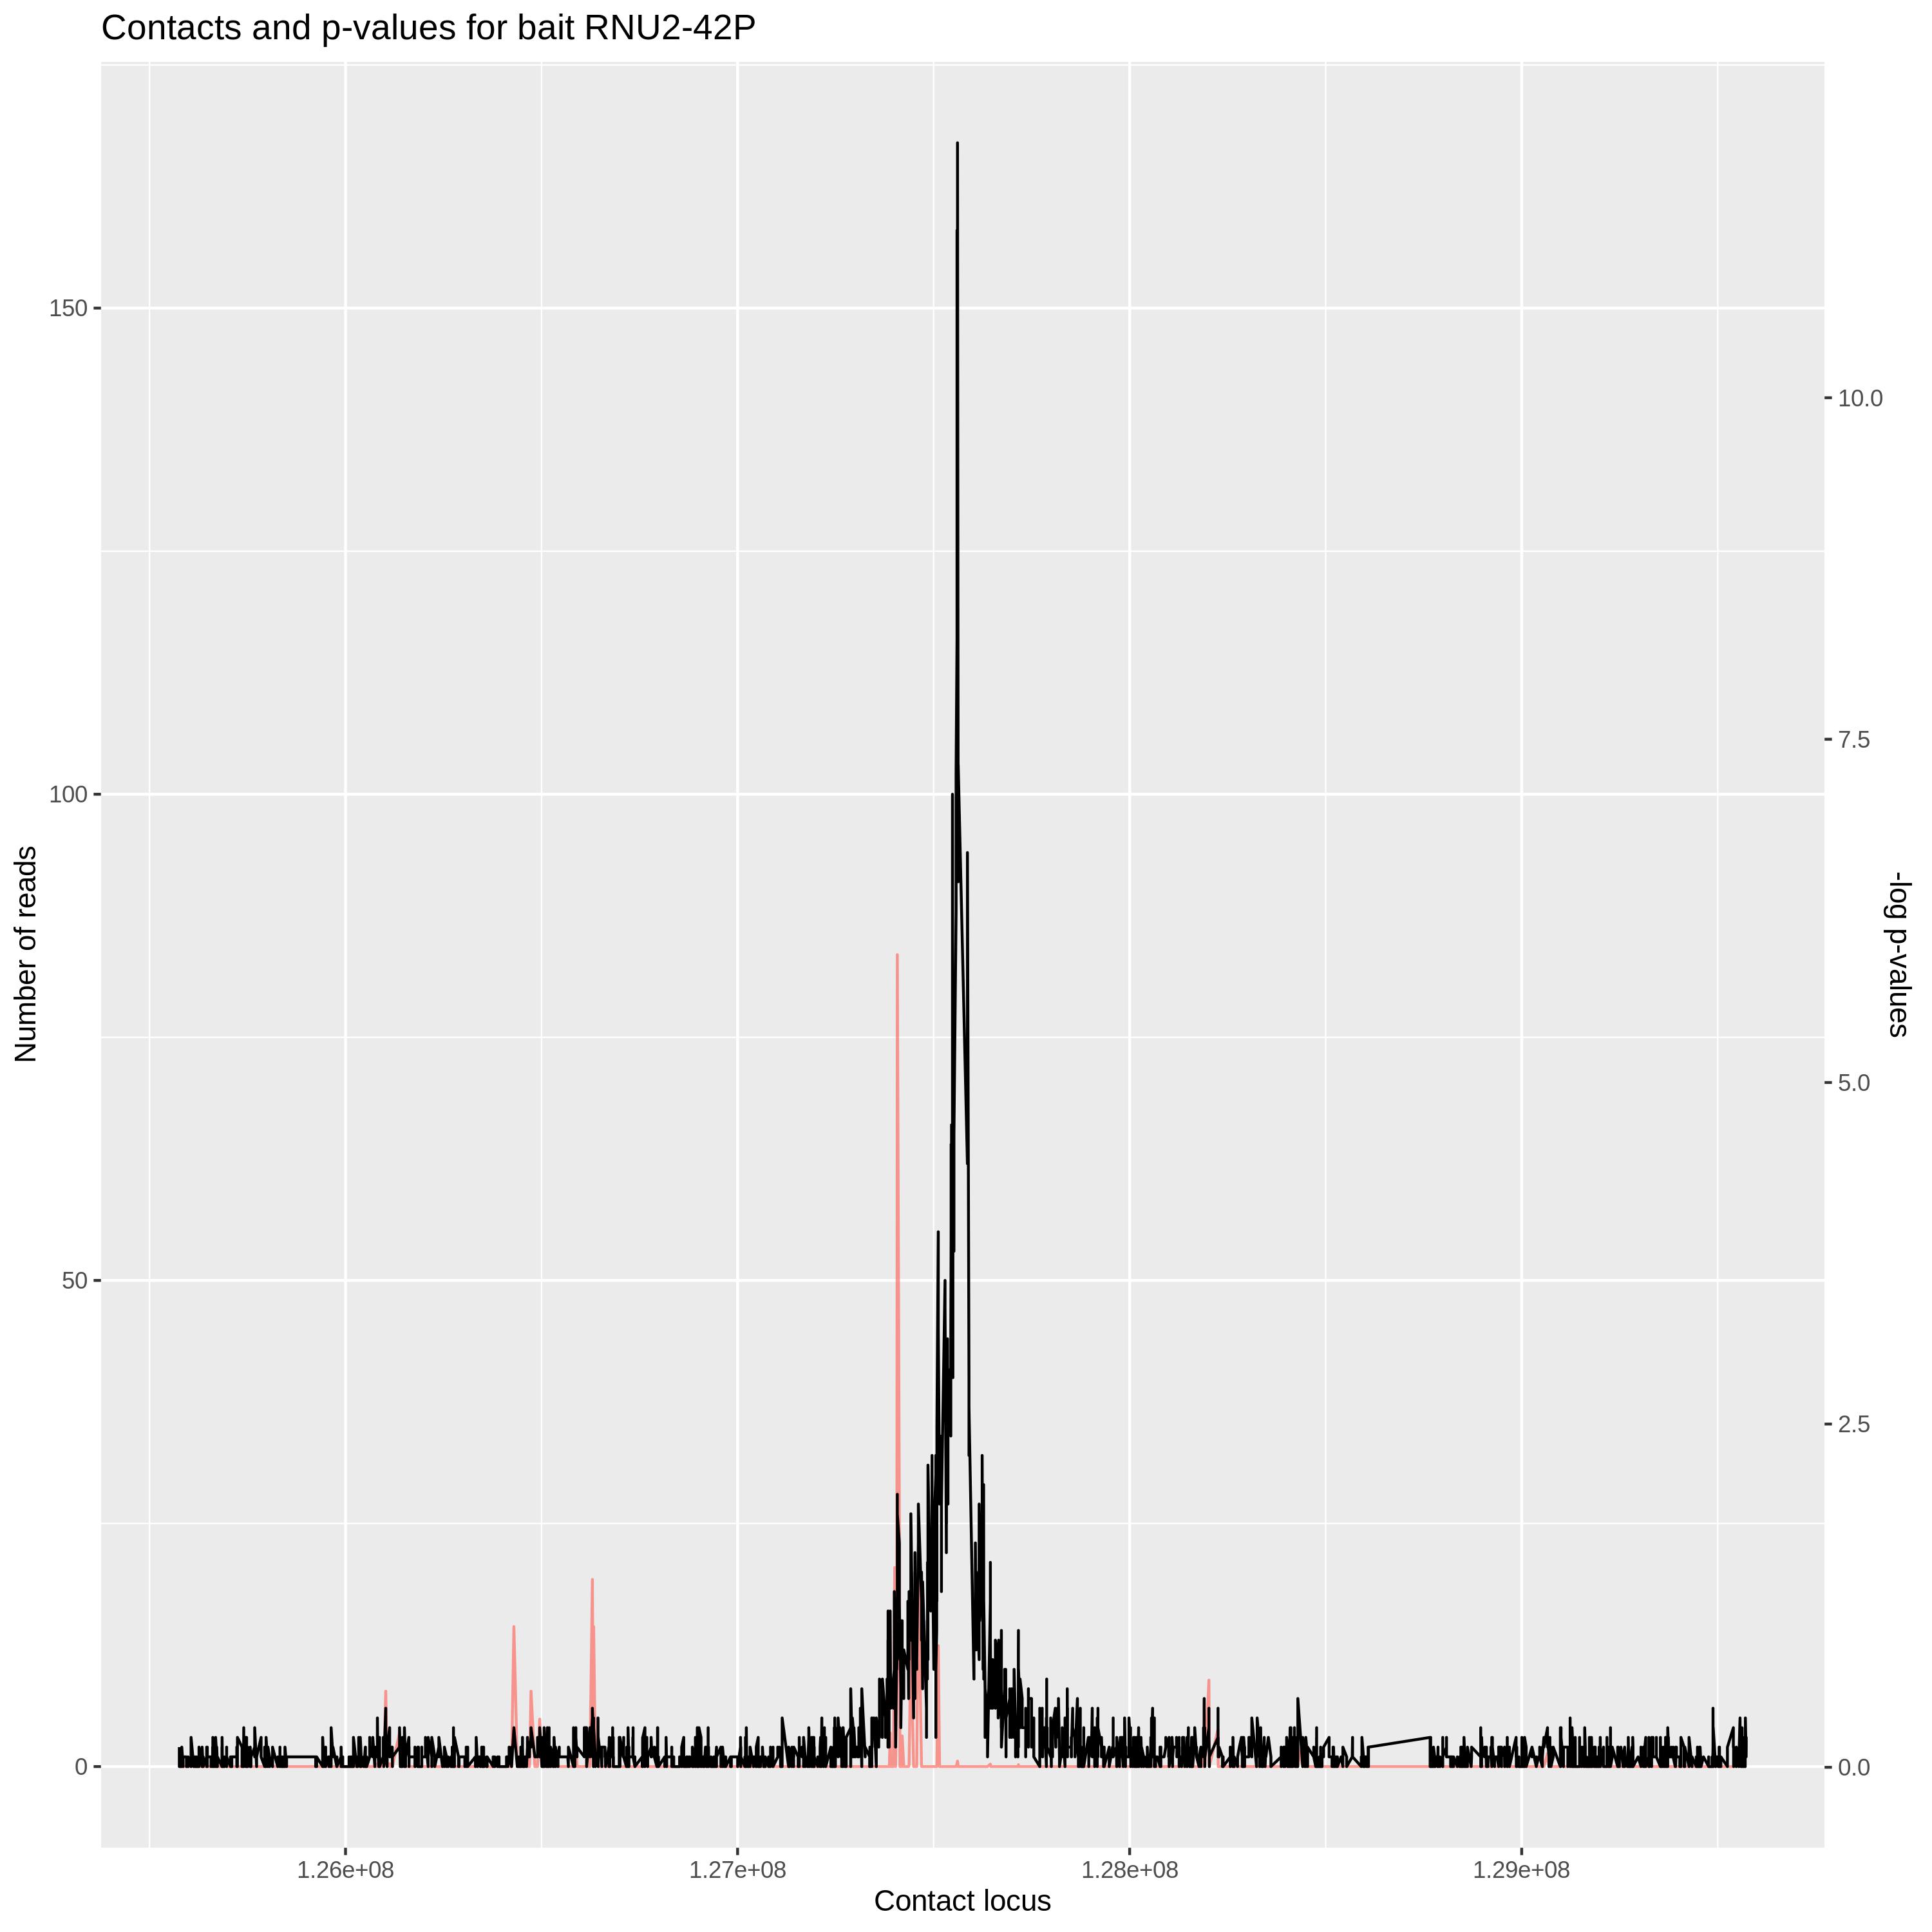 Contacts and p-values for bait RNU2-42P
150
100
50
0
Number of reads
10.0
7.5
5.0
2.5
0.0
-log p-values
1.26e+08
1.27e+08
1.28e+08
1.29e+08
Contact locus